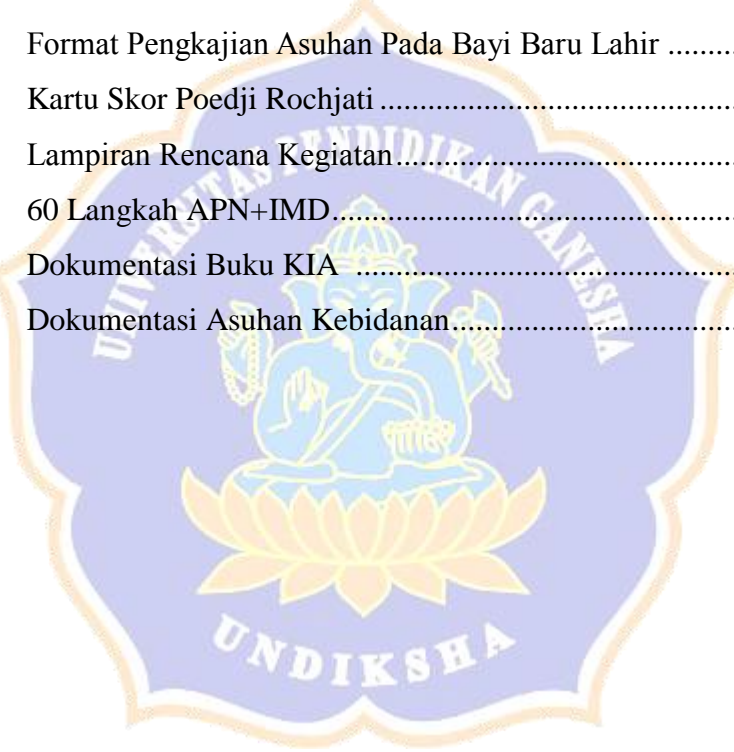 Format Pengkajian Asuhan Pada Bayi Baru Lahir .........
Kartu Skor Poedji Rochjati .............................................
Lampiran Rencana Kegiatan...........................................
60 Langkah APN+IMD...................................................
Dokumentasi Buku KIA ................................................
Dokumentasi Asuhan Kebidanan....................................
UNIVERSITAS PENDIDIKAN GANESHA
UNDIKSHA